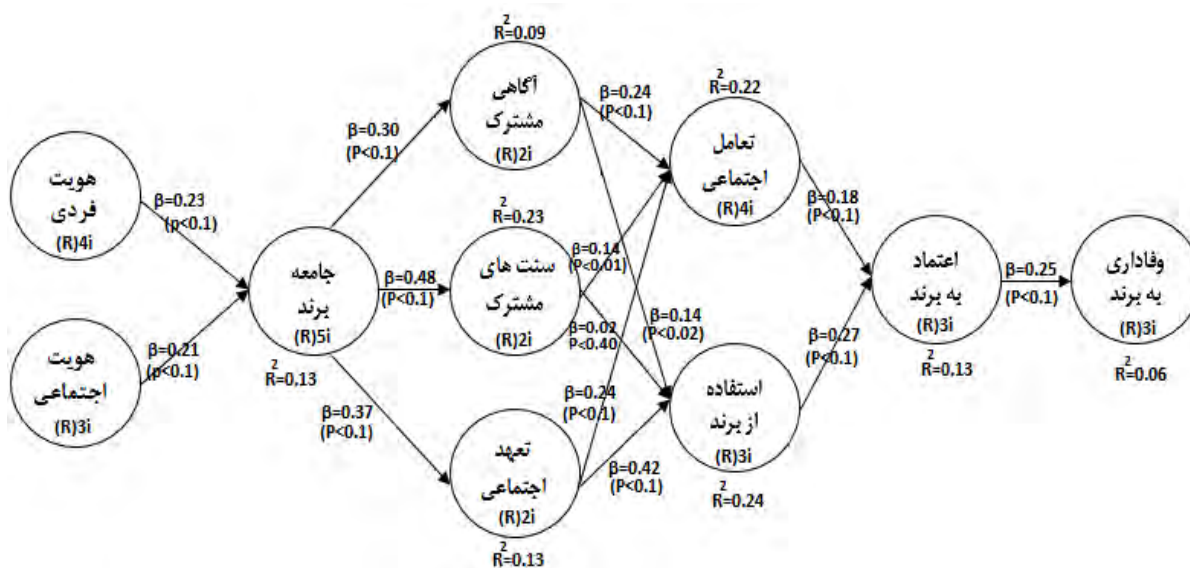 هویت
فردی
(R)4i
هویت
اجتماعی
(R)3i
β=0.23
(p<0.1)
β=0.21
(p<0.1)
جامعه
برند
(R)5i
R²=0.13
β=0.30
(P<0.1)
β=0.48
(P<0.1)
β=0.37
(P<0.1)
R²=0.09
آگاهی
مشترک
(R)2i
R²=0.23
سنت های
مشترک
(R)2i
تعهد
اجتماعی
(R)2i
R²=0.13
β=0.24
(P<0.1)
β=0.14
(P<0.01)
β=0.14
(P<0.02)
β=0.02
P<0.40
β=0.24
(P<0.1)
β=0.42
(P<0.1)
R²=0.22
تعامل
اجتماعی
(R)4i
استفاده
از برند
(R)3i
R²=0.24
β=0.18
(P<0.1)
β=0.27
(P<0.1)
اعتماد
به برند
(R)3i
R²=0.13
β=0.25
(P<0.1)
وفاداری
به برند
(R)3i
R²=0.06